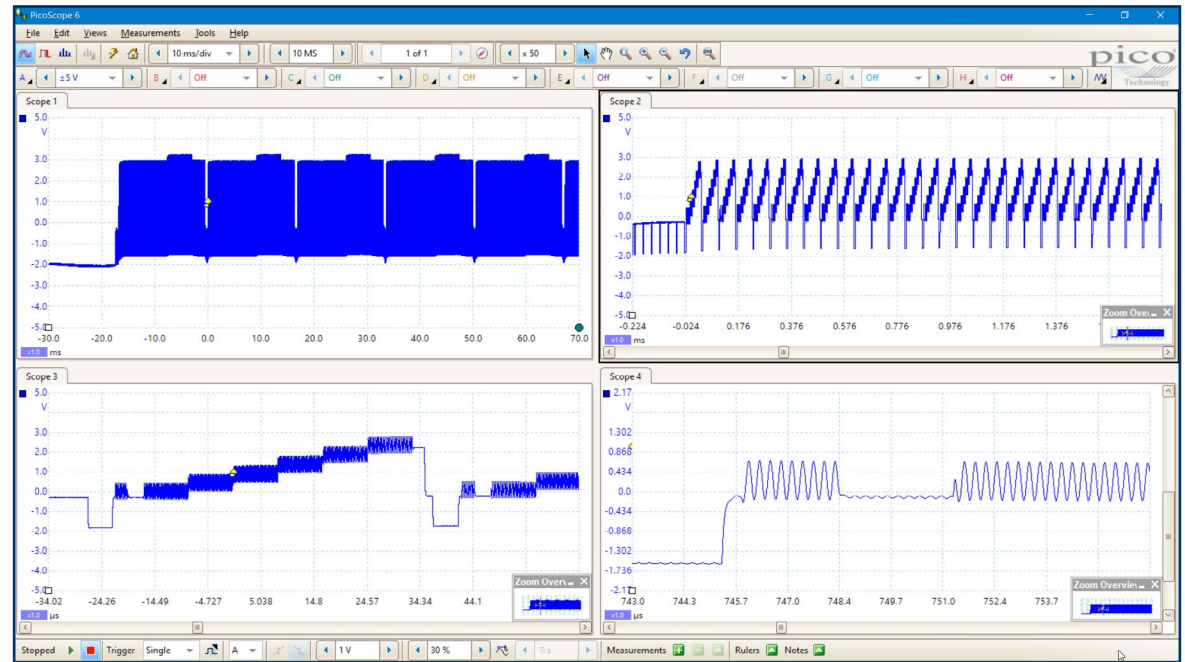 PicoScope 6
File Edit Views Measurements Tools Help
10 ms/div 10 MS 1 of 1 x 50
pico
Technology
A ±5 V B Off C Off D Off E Off F Off G Off H Off
Scope 1
5.0
V
3.0
2.0
1.0
0.0
-1.0
-2.0
-3.0
-4.0
-5.0
-30.0 -20.0 -10.0 0.0 10.0 20.0 30.0 40.0 50.0 60.0 70.0
x1.0 ms
Scope 2
5.0
V
3.0
2.0
1.0
0.0
-1.0
-2.0
-3.0
-4.0
-5.0
Zoom Over
-0.224 -0.024 0.176 0.376 0.576 0.776 0.976 1.176 1.376
x1.0 ms
Scope 3
5.0
V
3.0
2.0
1.0
0.0
-1.0
-2.0
-3.0
-4.0
-5.0
Zoom Overv
-34.02 -24.26 -14.49 -4.727 5.038 14.8 24.57 34.34 44.1
x1.0 µs
Scope 4
2.17
V
1.302
0.868
0.434
0.0
-0.434
-0.868
-1.302
-1.736
-2.17
Zoom Overview
743.0 744.3 745.7 747.0 748.4 749.7 751.0 752.4 753.7
x1.0 µs
Stopped Trigger Single A 1 V 30 % 0 s Measurements Rulers Notes